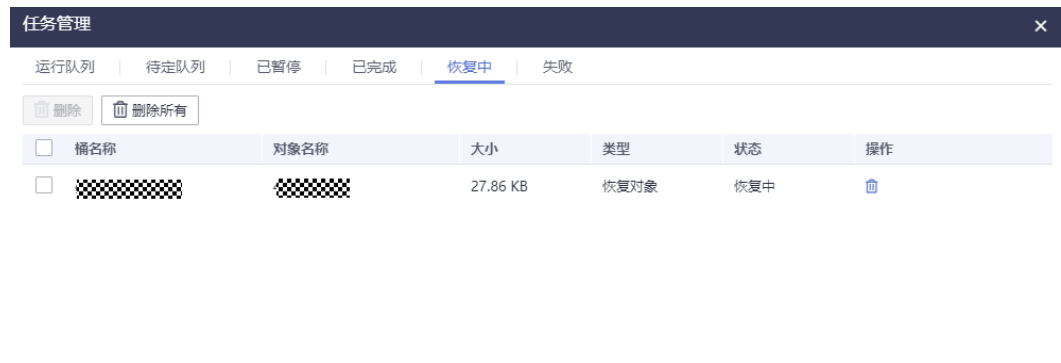 任务管理
运行队列 待定队列 已暂停 已完成 恢复中 失败
删除 删除所有
桶名称 对象名称 大小 类型 状态 操作
27.86 KB 恢复对象 恢复中